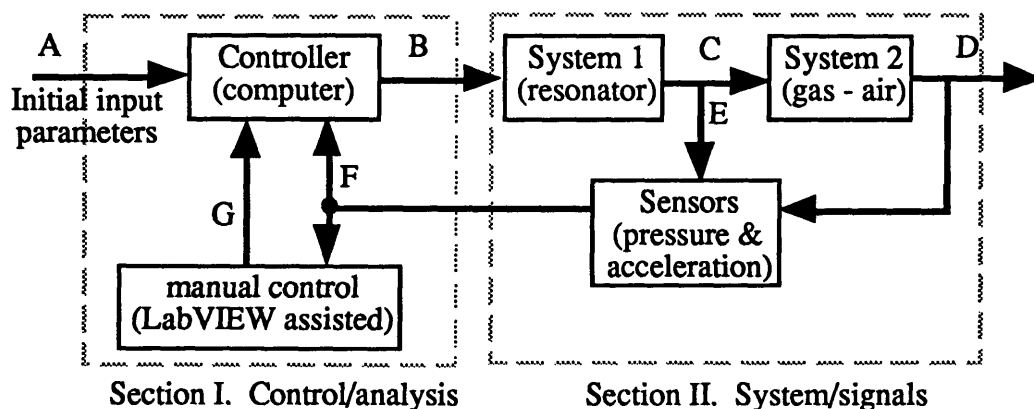 A
Initial input
parameters
Controller
(computer)
B
System 1
(resonator)
C
System 2
(gas - air)
D
E
F
G
Sensors
(pressure &
acceleration)
manual control
(LabVIEW assisted)
Section I. Control/analysis
Section II. System/signals